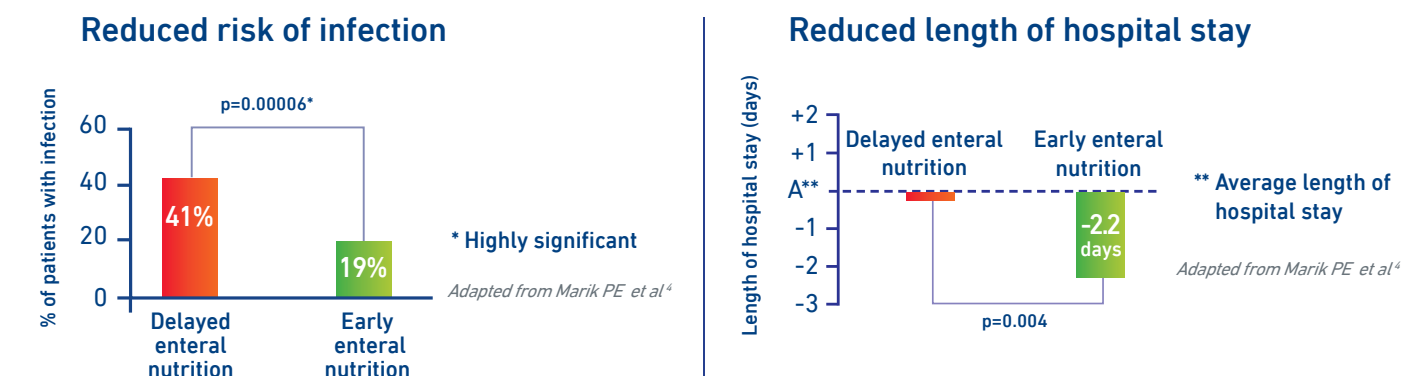 Reduced risk of infection
% of patients with infection
p=0.00006*
60
40
20
0
41%
19%
Delayed
enteral
nutrition
Early
enteral
nutrition
* Highly significant
Adapted from Marik PE et al 4
Reduced length of hospital stay
Length of hospital stay (days)
+2
+1
A**
-1
-2
-3
Delayed enteral
nutrition
Early enteral
nutrition
-2.2
days
p=0.004
** Average length of
hospital stay
Adapted from Marik PE et al 4